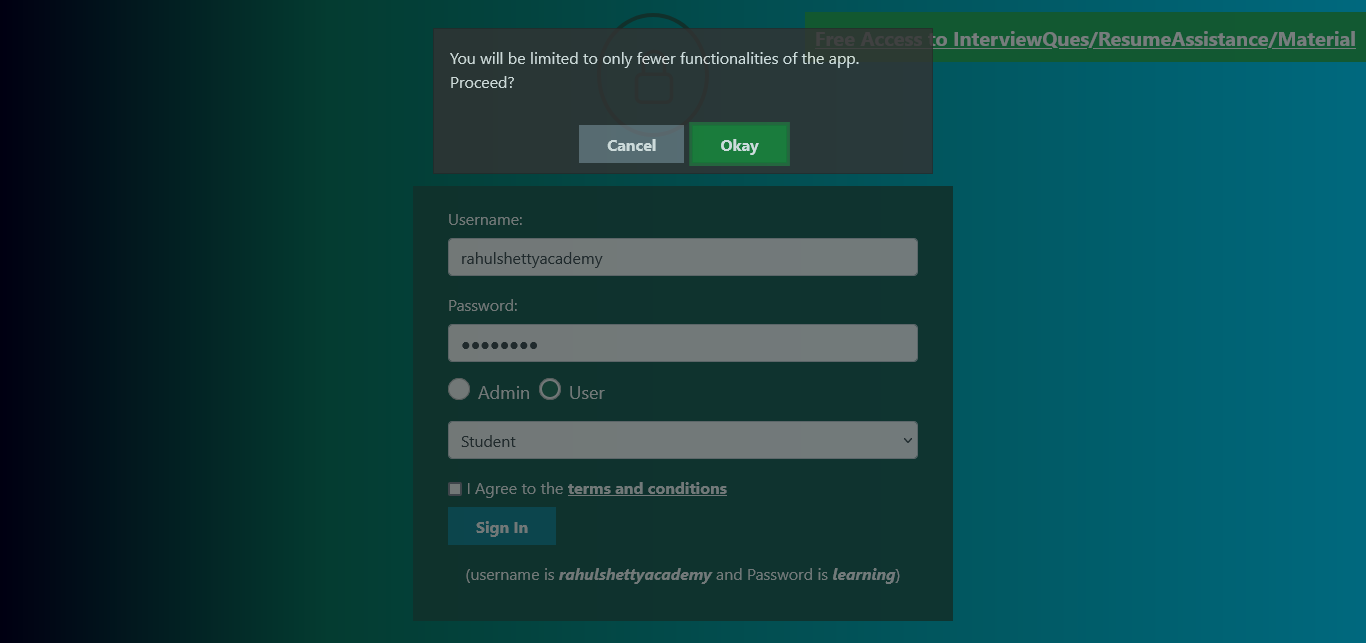 Free Access to InterviewQues/ResumeAssistance/Material
You will be limited to only fewer functionalities of the app.
Proceed?
Cancel Okay
Username:
rahulshettyacademy
Password:
●●●●●●●●
Admin User
Student
I Agree to the terms and conditions
Sign In
(username is rahulshettyacademy and Password is learning)